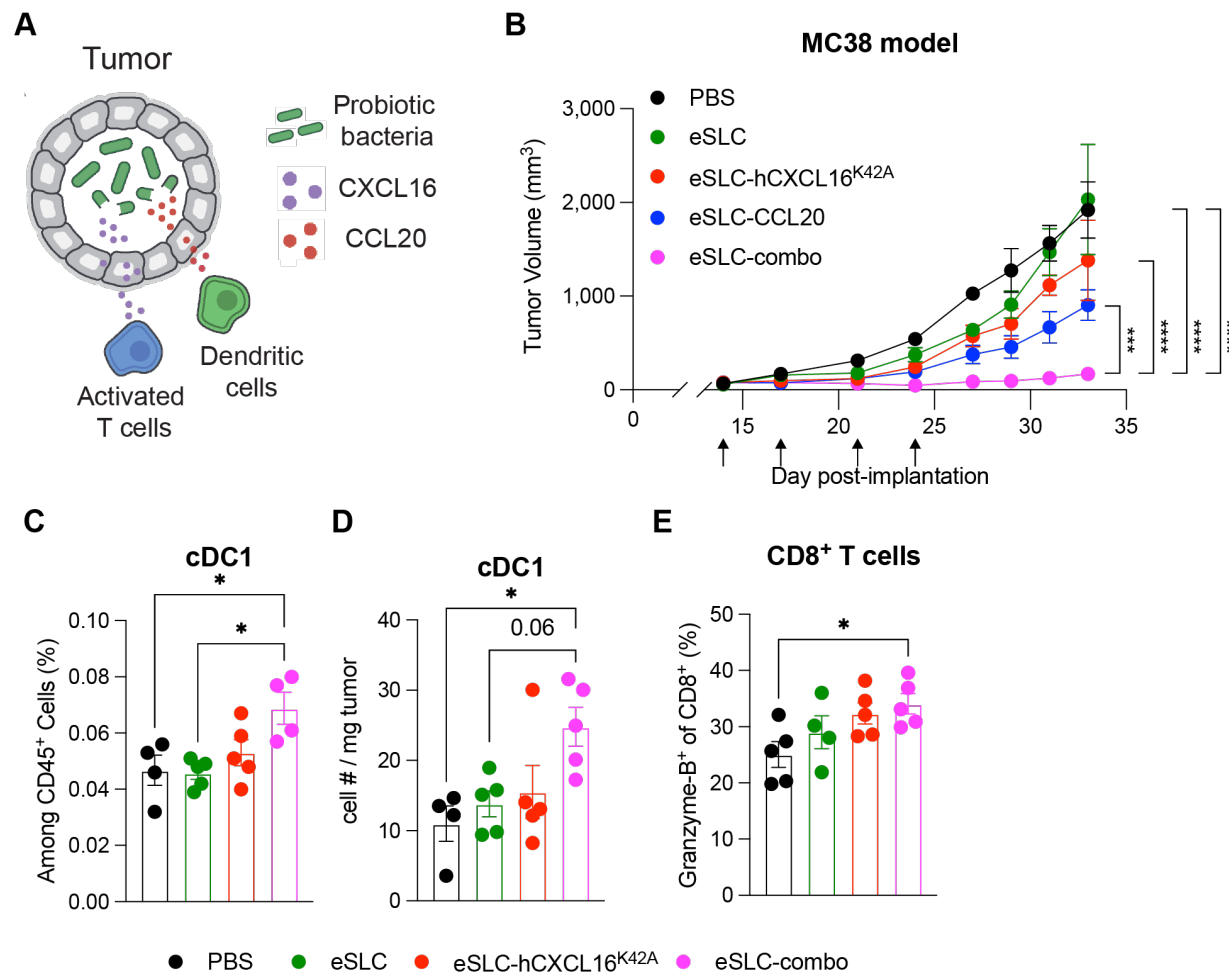 A
Tumor
Probiotic
bacteria
CXCL16
CCL20
Dendritic
cells
Activated
T cells
B
MC38 model
PBS
eSLC
eSLC-hCXCL16K42A
eSLC-CCL20
eSLC-combo
Tumor Volume (mm3)
3,000
2,000
1,000
0
0
15
20
25
30
35
Day post-implantation
***
****
****
****
C
cDC1
*
*
Among CD45+ Cells (%)
0.10
0.08
0.06
0.04
0.02
0.00
D
cDC1
*
0.06
cell # / mg tumor
40
30
20
10
0
E
CD8+ T cells
*
Granzyme-B+ of CD8+ (%)
50
40
30
20
10
0
PBS
eSLC
eSLC-hCXCL16K42A
eSLC-combo